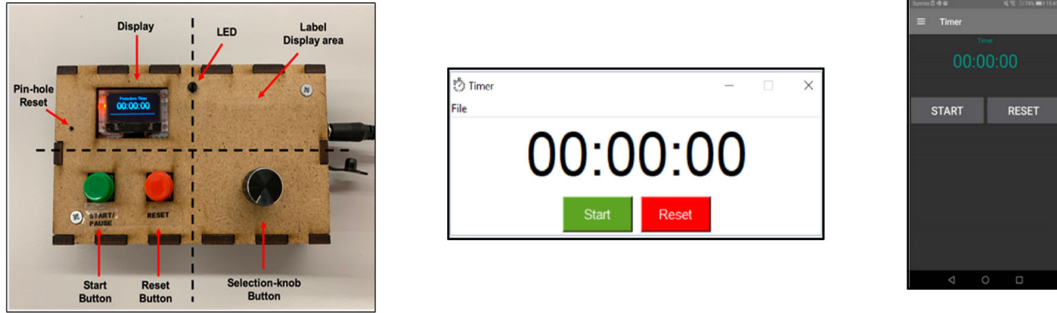 Display
LED
Label
Display area
Pin-hole
Reset
00:00:00
START/
PAUSE
RESET
Start
Button
Reset
Button
Selection-knob
Button
Timer
File
00:00:00
Start
Reset
Timer
Time
00:00:00
START
RESET